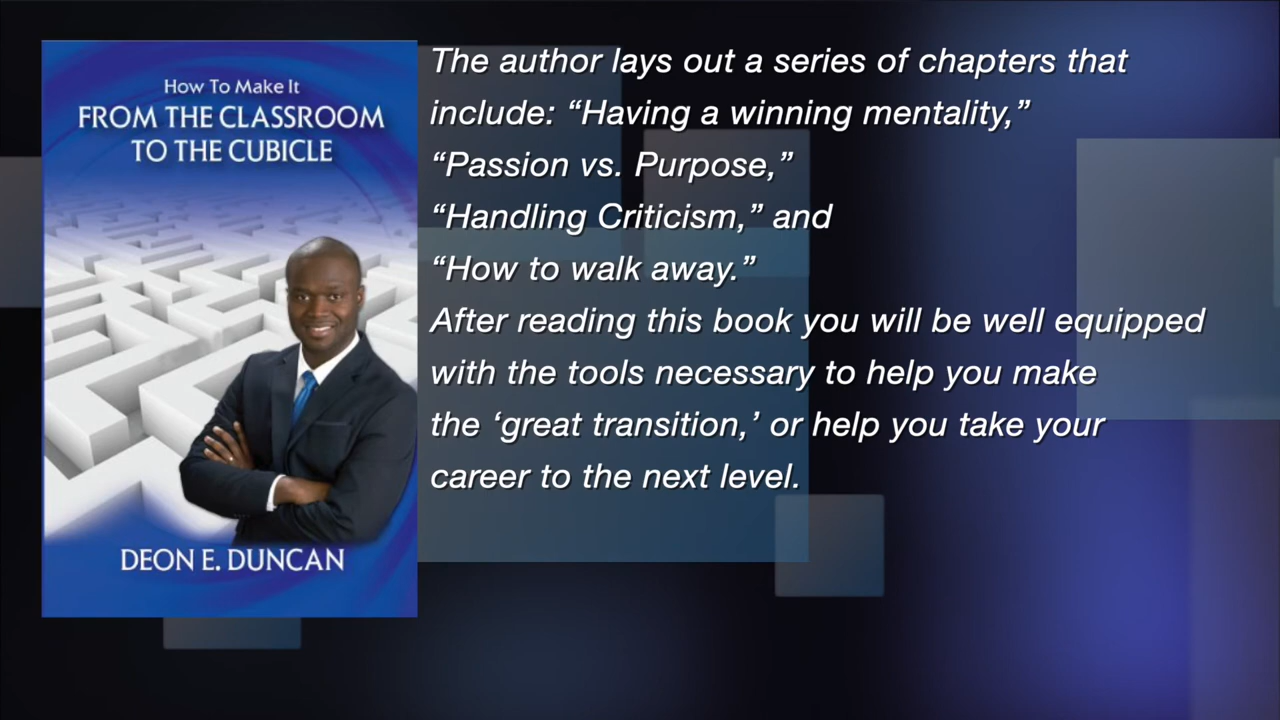 How To Make It
FROM THE CLASSROOM
TO THE CUBICLE
DEON E. DUNCAN
The author lays out a series of chapters that
include: “Having a winning mentality,”
“Passion vs. Purpose,”
“Handling Criticism,” and
“How to walk away.”
After reading this book you will be well equipped
with the tools necessary to help you make
the ‘great transition,’ or help you take your
career to the next level.